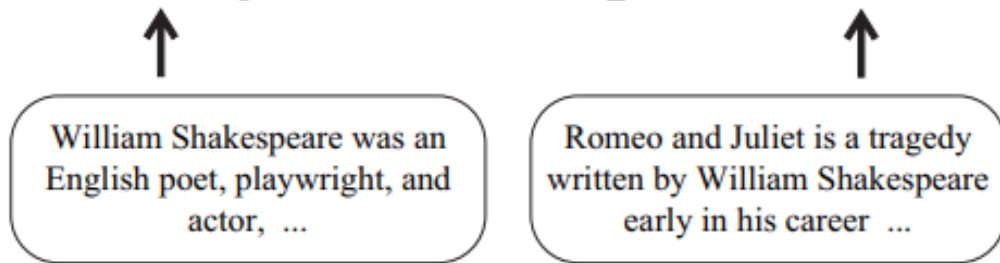 William Shakespeare was an
English poet, playwright, and
actor, ...
Romeo and Juliet is a tragedy
written by William Shakespeare
early in his career ...